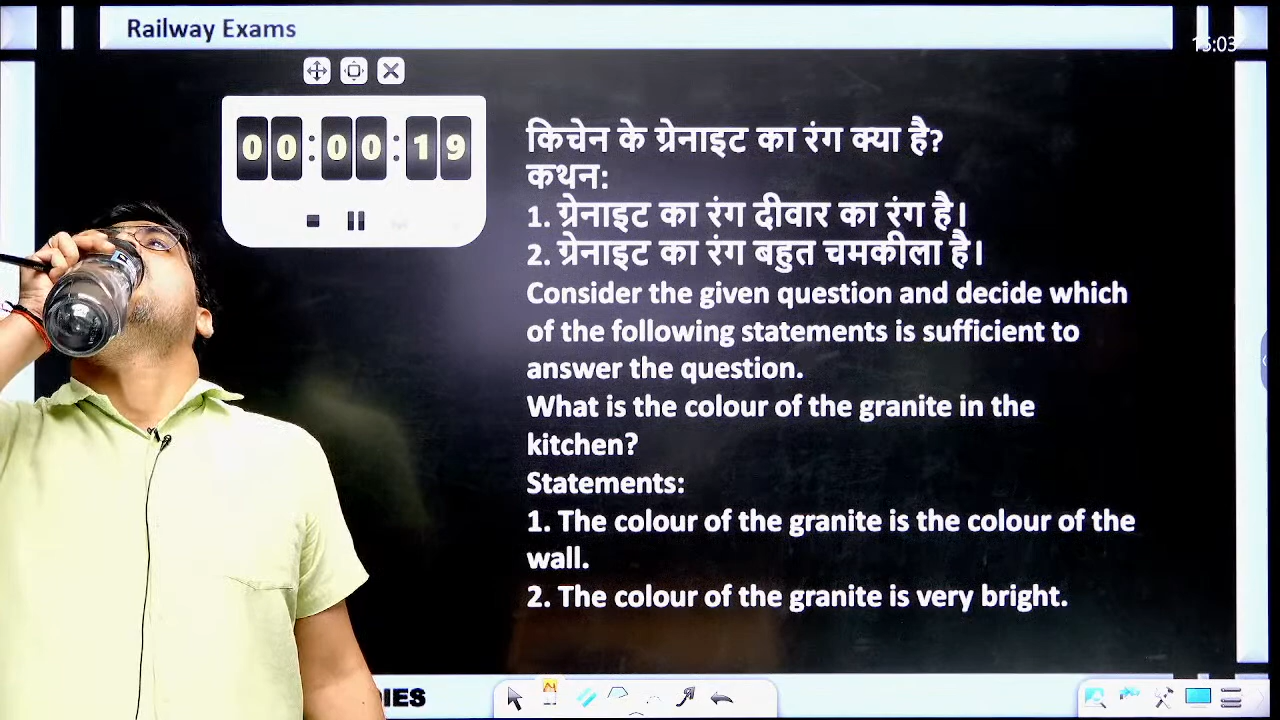 Railway Exams
15:03
00:00:19
किचेन के ग्रेनाइट का रंग क्या है?
कथन:
1. ग्रेनाइट का रंग दीवार का रंग है।
2. ग्रेनाइट का रंग बहुत चमकीला है।
Consider the given question and decide which
of the following statements is sufficient to
answer the question.
What is the colour of the granite in the
kitchen?
Statements:
1. The colour of the granite is the colour of the
wall.
2. The colour of the granite is very bright.